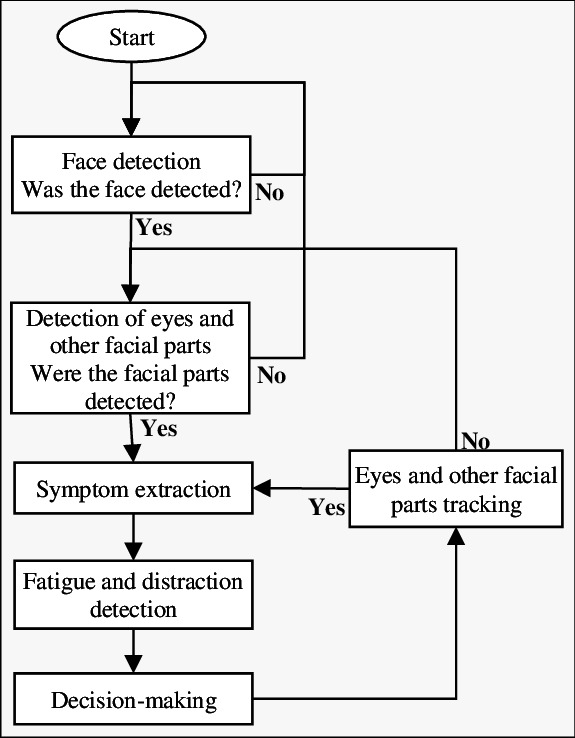 Start
Face detection
Was the face detected?
No
Yes
Detection of eyes and
other facial parts
Were the facial parts
detected?
No
Yes
No
Eyes and other facial
parts tracking
Yes
Symptom extraction
Fatigue and distraction
detection
Decision-making